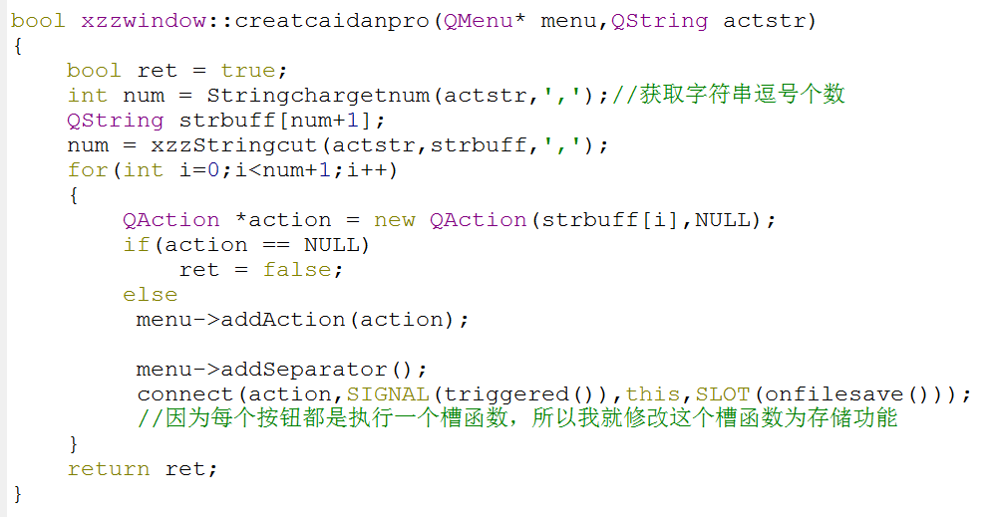 bool xzzwindow::creatcaidanpro(QMenu* menu,QString actstr)
{
    bool ret = true;
    int num = Stringchargetnum(actstr,',');//获取字符串逗号个数
    QString strbuff[num+1];
    num = xzzStringcut(actstr,strbuff,',');
    for(int i=0;i<num+1;i++)
    {
        QAction *action = new QAction(strbuff[i],NULL);
        if(action == NULL)
            ret = false;
        else
         menu->addAction(action);

         menu->addSeparator();
         connect(action,SIGNAL(triggered()),this,SLOT(onfilesave()));
         //因为每个按钮都是执行一个槽函数，所以我就修改这个槽函数为存储功能
    }
    return ret;
}